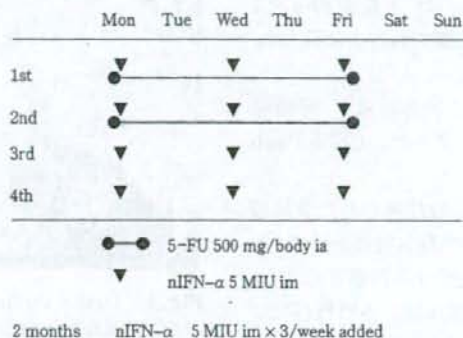 Mon Tue Wed Thu Fri Sat Sun
1st
2nd
3rd
4th
5-FU 500 mg/body ia
nIFN-α 5 MIU im
2 months nIFN-α 5 MIU im × 3/week added